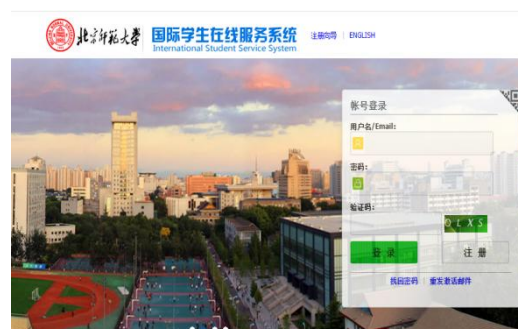 北京师范大学 国际学生在线服务系统 注册向导 | ENGLISH
International Student Service System
帐号登录
用户名/Email:
密码:
验证码:
QLXS
登 录 注 册
找回密码 | 重发激活邮件